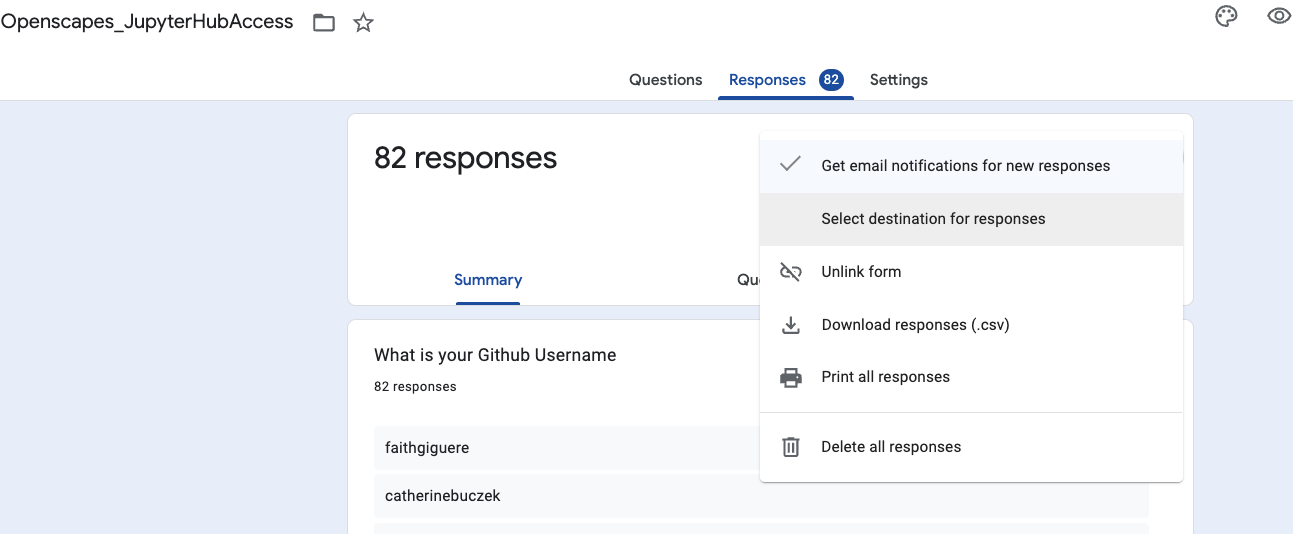 Openscapes_JupyterHubAccess
Questions
Responses 82
Settings
82 responses
Get email notifications for new responses
Select destination for responses
Unlink form
Download responses (.csv)
Print all responses
Delete all responses
Summary
Qu
What is your Github Username
82 responses
faithgiguere
catherinebuczek